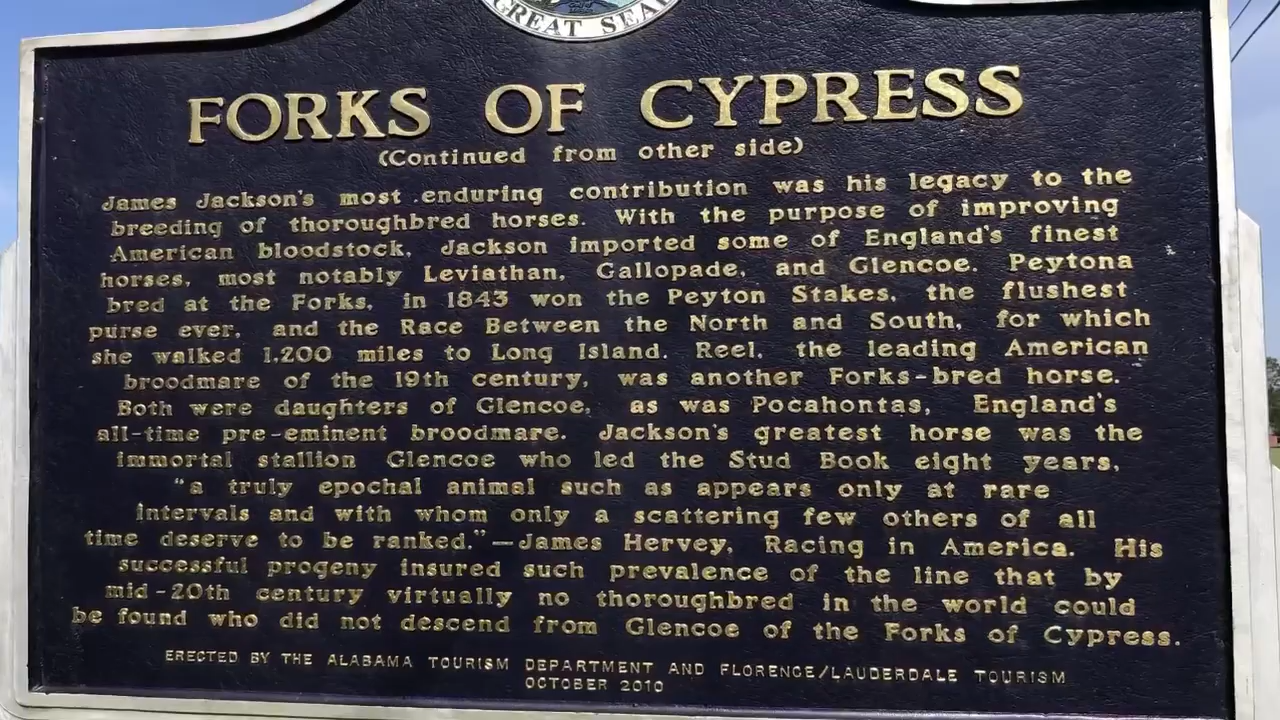 GREAT SEAL
FORKS OF CYPRESS
(Continued from other side)
James Jackson's most enduring contribution was his legacy to the
breeding of thoroughbred horses. With the purpose of improving
American bloodstock, Jackson imported some of England's finest
horses, most notably Leviathan, Gallopade, and Glencoe. Peytona
bred at the Forks, in 1843 won the Peyton Stakes, the flushest
purse ever, and the Race Between the North and South, for which
she walked 1,200 miles to Long Island. Reel, the leading American
broodmare of the 19th century, was another Forks-bred horse.
Both were daughters of Glencoe, as was Pocahontas, England's
all-time pre-eminent broodmare. Jackson's greatest horse was the
immortal stallion Glencoe who led the Stud Book eight years,
"a truly epochal animal such as appears only at rare
intervals and with whom only a scattering few others of all
time deserve to be ranked."—James Hervey, Racing in America. His
successful progeny insured such prevalence of the line that by
mid-20th century virtually no thoroughbred in the world could
be found who did not descend from Glencoe of the Forks of Cypress.
ERECTED BY THE ALABAMA TOURISM DEPARTMENT AND FLORENCE/LAUDERDALE TOURISM
OCTOBER 2010